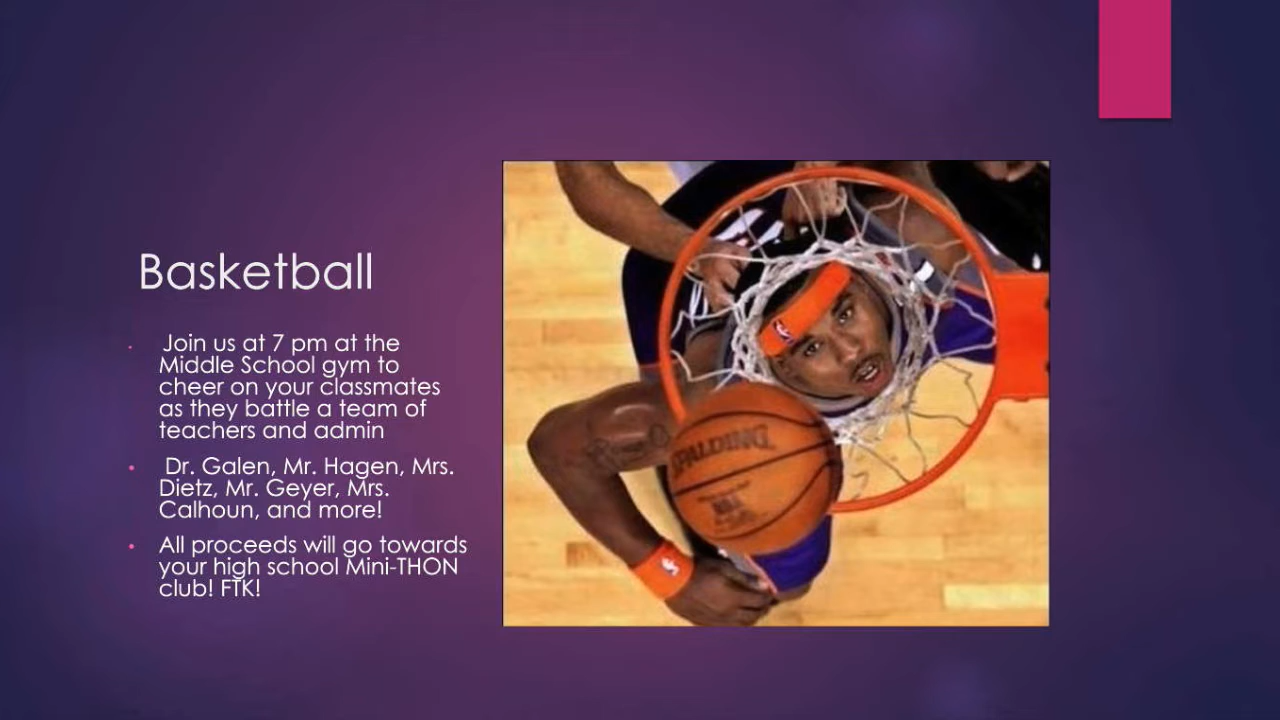 Basketball
Join us at 7 pm at the
Middle School gym to
cheer on your classmates
as they battle a team of
teachers and admin
Dr. Galen, Mr. Hagen, Mrs.
Dietz, Mr. Geyer, Mrs.
Calhoun, and more!
All proceeds will go towards
your high school Mini-THON
club! FTK!
SPALDING